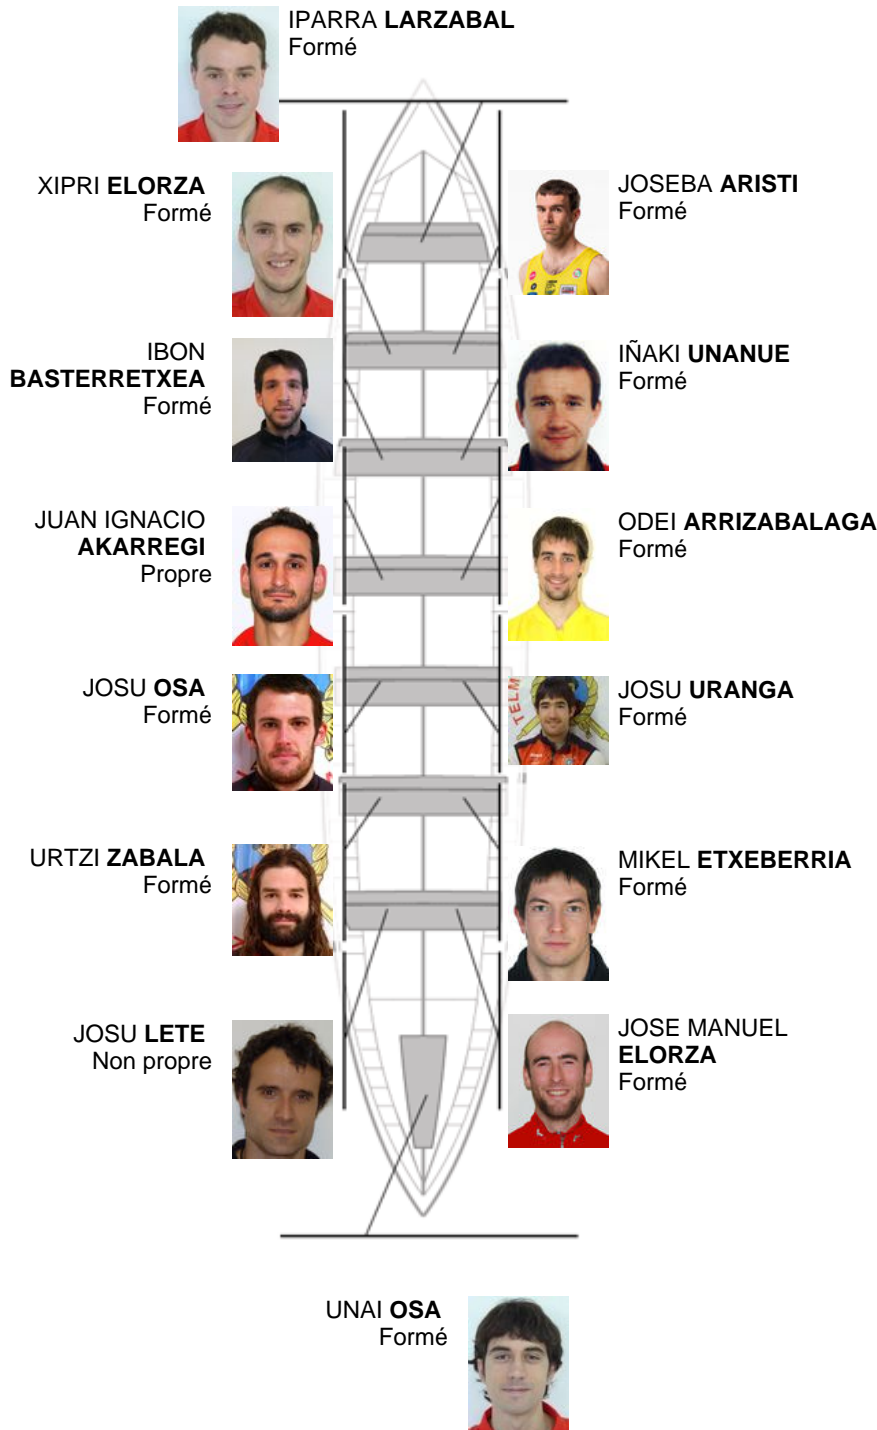 IPARRA LARZABAL
Formé
XIPRI ELORZA
Formé
JOSEBA ARISTI
Formé
IBON
BASTERRETXEA
Formé
IÑAKI UNANUE
Formé
JUAN IGNACIO
AKARREGI
Propre
ODEI ARRIZABALAGA
Formé
JOSU OSA
Formé
TELM
JOSU URANGA
Formé
URTZI ZABALA
Formé
MIKEL ETXEBERRIA
Formé
JOSU LETE
Non propre
JOSE MANUEL
ELORZA
Formé
UNAI OSA
Formé